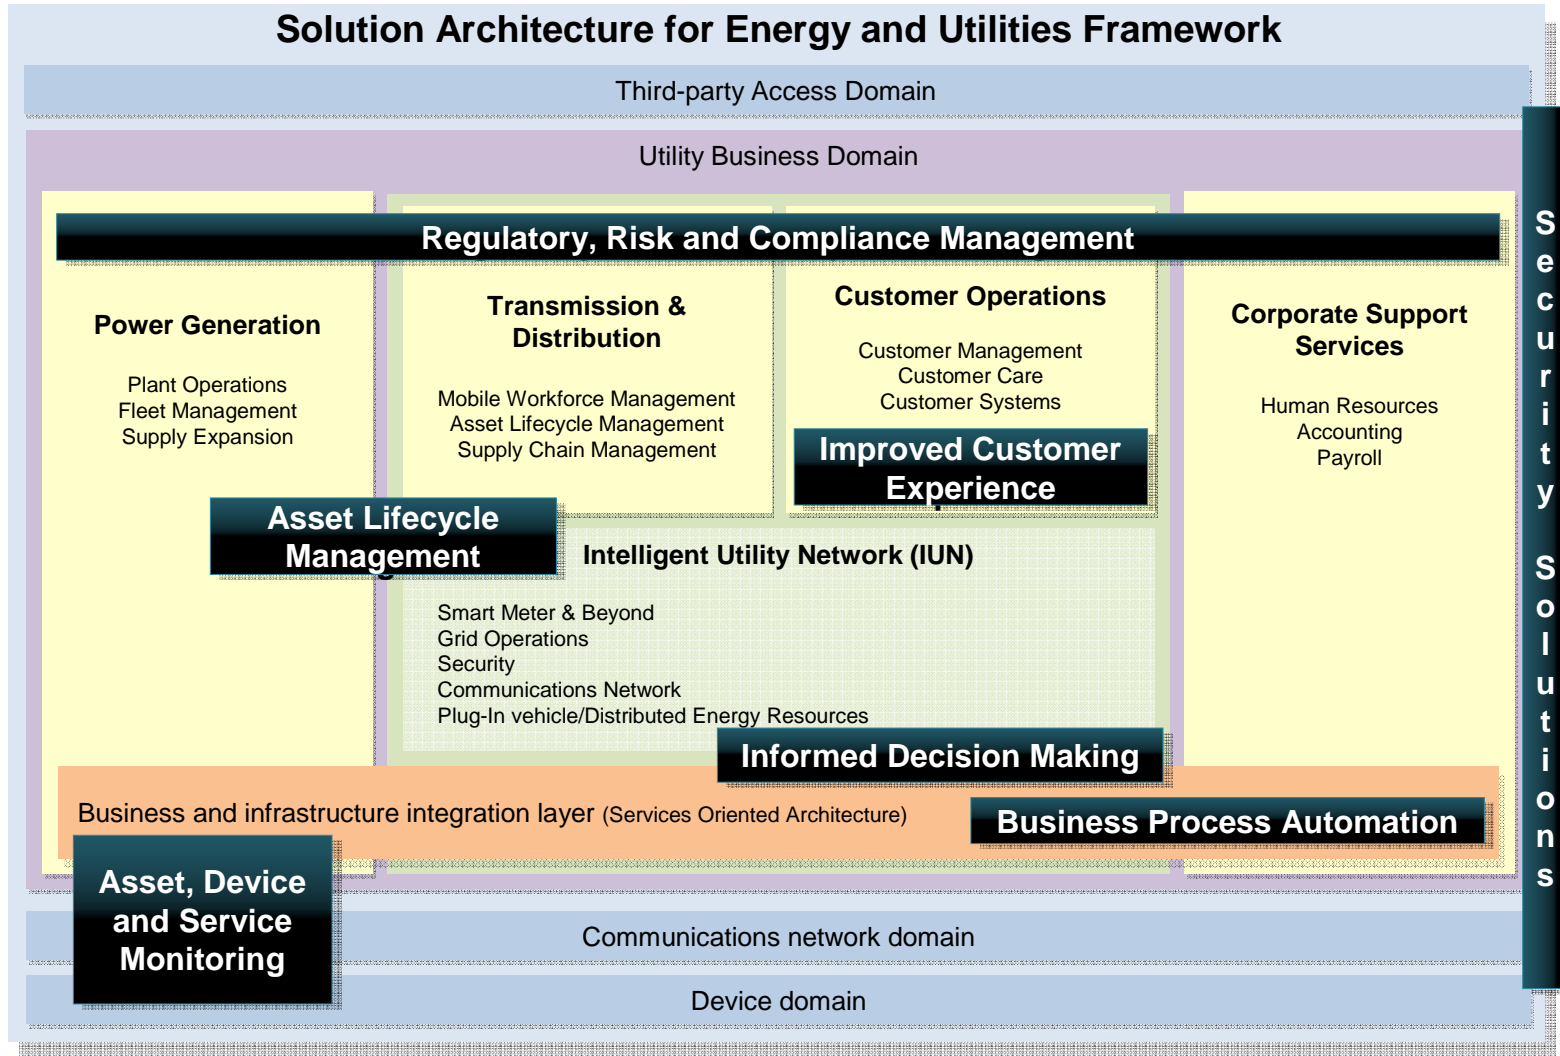 Solution Architecture for Energy and Utilities Framework
Third-party Access Domain
Utility Business Domain
Regulatory, Risk and Compliance Management
Power Generation
Plant Operations
Fleet Management
Supply Expansion
Transmission &
Distribution
Mobile Workforce Management
Asset Lifecycle Management
Supply Chain Management
Customer Operations
Customer Management
Customer Care
Customer Systems
Improved Customer
Experience
Corporate Support
Services
Human Resources
Accounting
Payroll
Asset Lifecycle
Management
Intelligent Utility Network (IUN)
Smart Meter & Beyond
Grid Operations
Security
Communications Network
Plug-In vehicle/Distributed Energy Resources
Informed Decision Making
Business and infrastructure integration layer (Services Oriented Architecture)
Business Process Automation
Asset, Device
and Service
Monitoring
Communications network domain
Device domain
Security Solutions